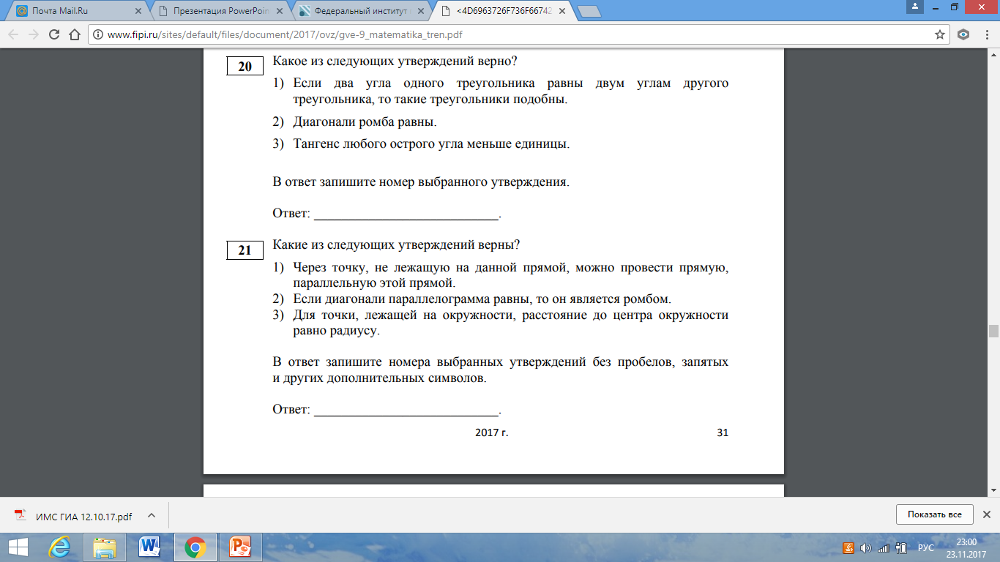 Почта Mail.Ru
Презентация PowerPoin
Федеральный институт
<4D6963726F736F66742
www.fipi.ru/sites/default/files/document/2017/ovz/gve-9_matematika_tren.pdf
20
Какое из следующих утверждений верно?
1) Если два угла одного треугольника равны двум углам другого
треугольника, то такие треугольники подобны.
2) Диагонали ромба равны.
3) Тангенс любого острого угла меньше единицы.
В ответ запишите номер выбранного утверждения.
Ответ: ___________________________.
21
Какие из следующих утверждений верны?
1) Через точку, не лежащую на данной прямой, можно провести прямую,
параллельную этой прямой.
2) Если диагонали параллелограмма равны, то он является ромбом.
3) Для точки, лежащей на окружности, расстояние до центра окружности
равно радиусу.
В ответ запишите номера выбранных утверждений без пробелов, запятых
и других дополнительных символов.
Ответ: ___________________________.
2017 г. 31
ИМС ГИА 12.10.17.pdf
Показать все
РУС
23:00
23.11.2017